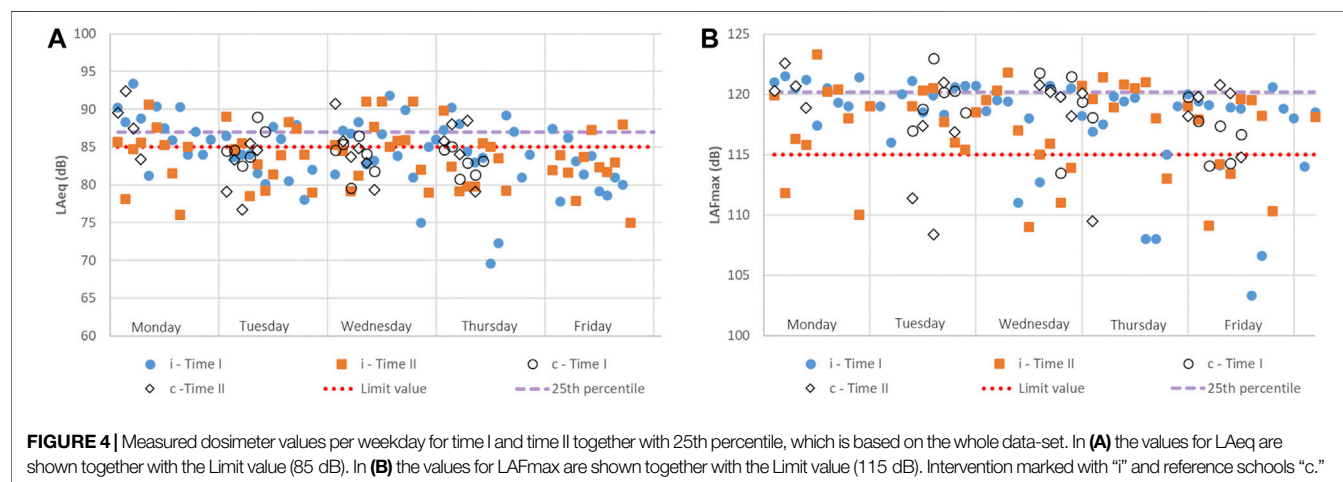 A
100
95
90
85
80
75
70
65
60
LAeq (dB)
Monday Tuesday Wednesday Thursday Friday
i - Time I i - Time II c - Time I
c -Time II Limit value 25th percentile
B
125
120
115
110
105
100
LAFmax (dB)
Monday Tuesday Wednesday Thursday Friday
i - Time I i - Time II c - Time I
c - Time II Limit value 25th percentile
FIGURE 4 | Measured dosimeter values per weekday for time I and time II together with 25th percentile, which is based on the whole data-set. In (A) the values for LAeq are
shown together with the Limit value (85 dB). In (B) the values for LAFmax are shown together with the Limit value (115 dB). Intervention marked with “i” and reference schools “c.”